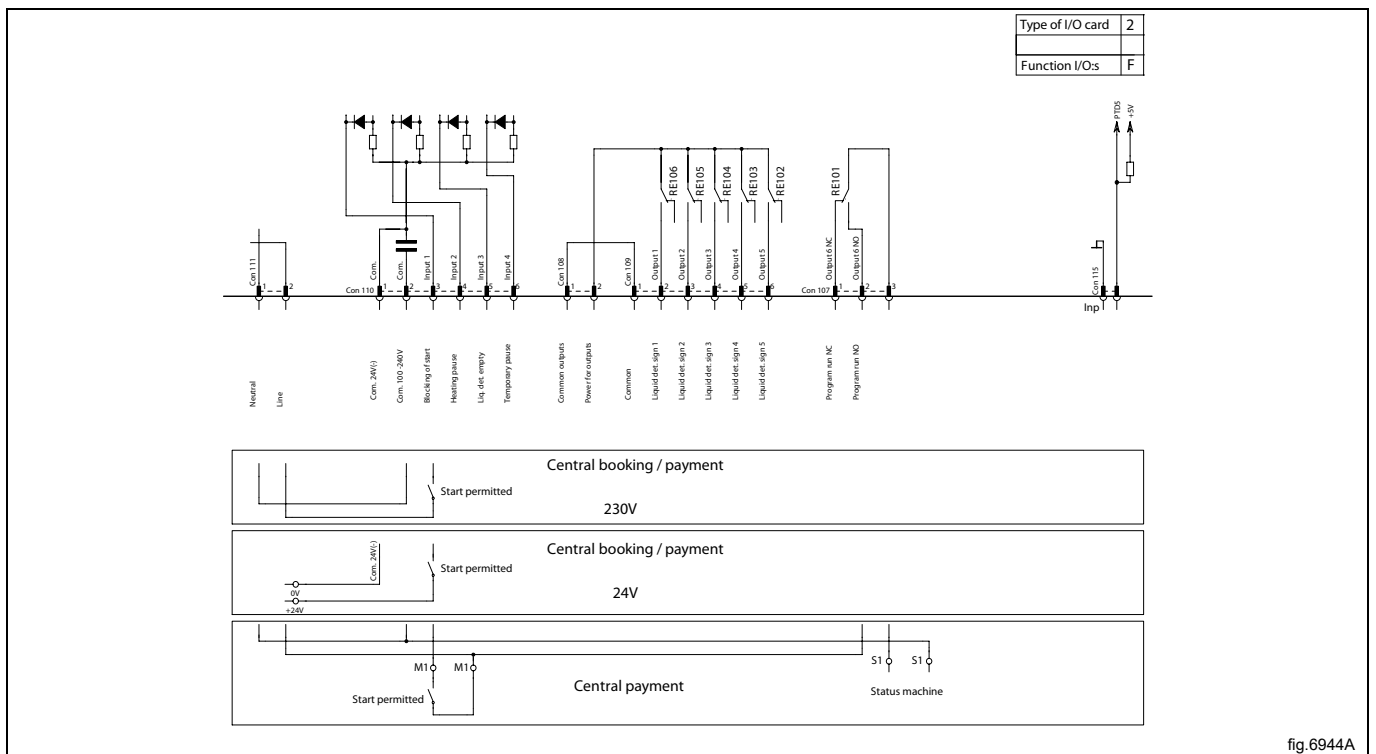 Type of I/O card 2
Function I/O:s F
PTD5
+5V
RE106
RE105
RE104
RE103
RE102
RE101
Con 111
Com.
Com.
Input 1
Input 2
Input 3
Input 4
Con 108
Con 109
Output 1
Output 2
Output 3
Output 4
Output 5
Output 6 NC
Output 6 NO
Con 115
1 2
Con 110 1 2 3 4 5 6
1 2
1 2 3 4 5 6
Con 107 1 2 3
Inp
Neutral
Line
Com. 24V(-)
Com. 100 -240V
Blocking of start
Heating pause
Liq. det. empty
Temporary pause
Common outputs
Power for outputs
Common
Liquid det. sign 1
Liquid det. sign 2
Liquid det. sign 3
Liquid det. sign 4
Liquid det. sign 5
Program run NC
Program run NO
Central booking / payment
Start permitted
230V
Central booking / payment
Com. 24V(-)
Start permitted
0V
24V
+24V
M1 M1
S1 S1
Central payment
Start permitted
Status machine
fig.6944A